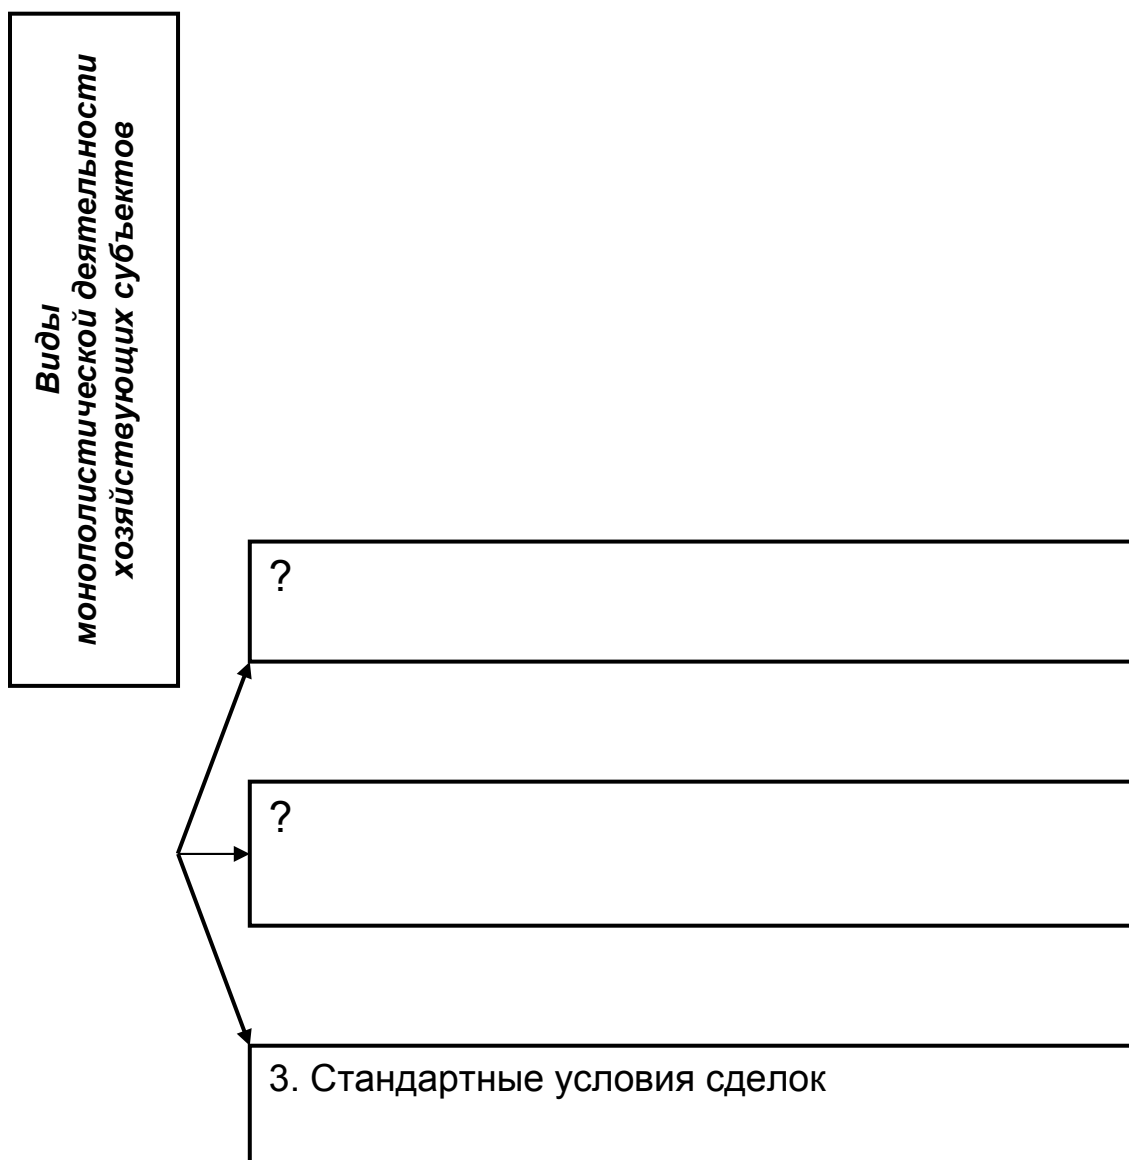 Виды
монополистической деятельности
хозяйствующих субъектов
?
?
3. Стандартные условия сделок